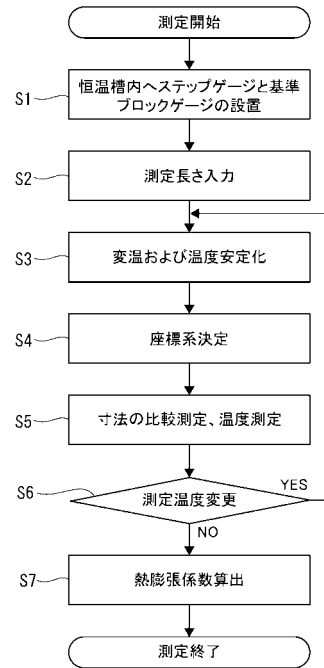 測定開始
S1
恒温槽内へステップゲージと基準
ブロックゲージの設置
S2
測定長さ入力
S3
変温および温度安定化
S4
座標系決定
S5
寸法の比較測定、温度測定
S6
測定温度変更
YES
NO
S7
熱膨張係数算出
測定終了